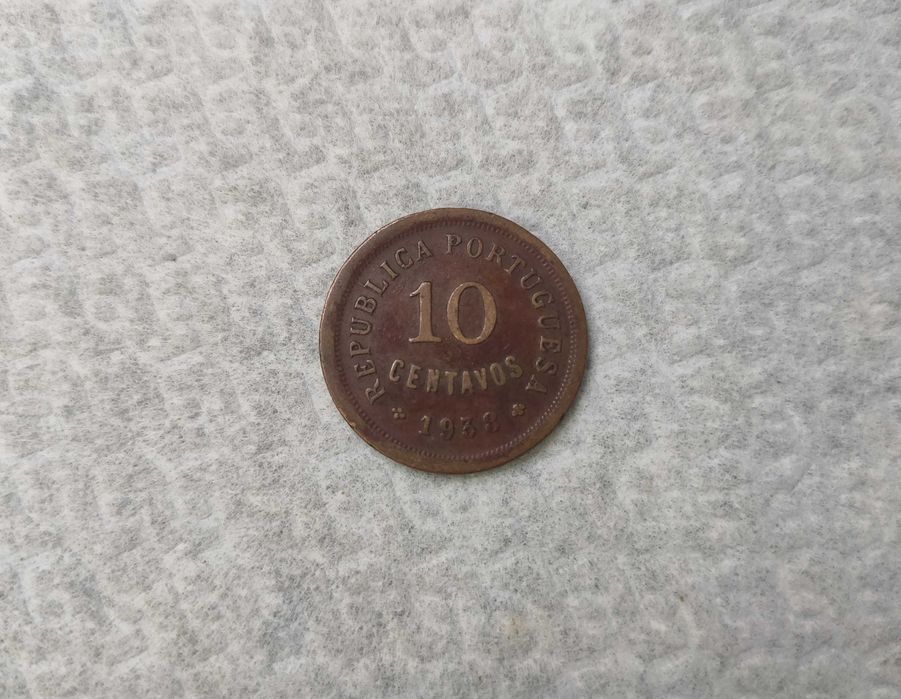 REPUBLICA PORTUGUESA
10
CENTAVOS
1938